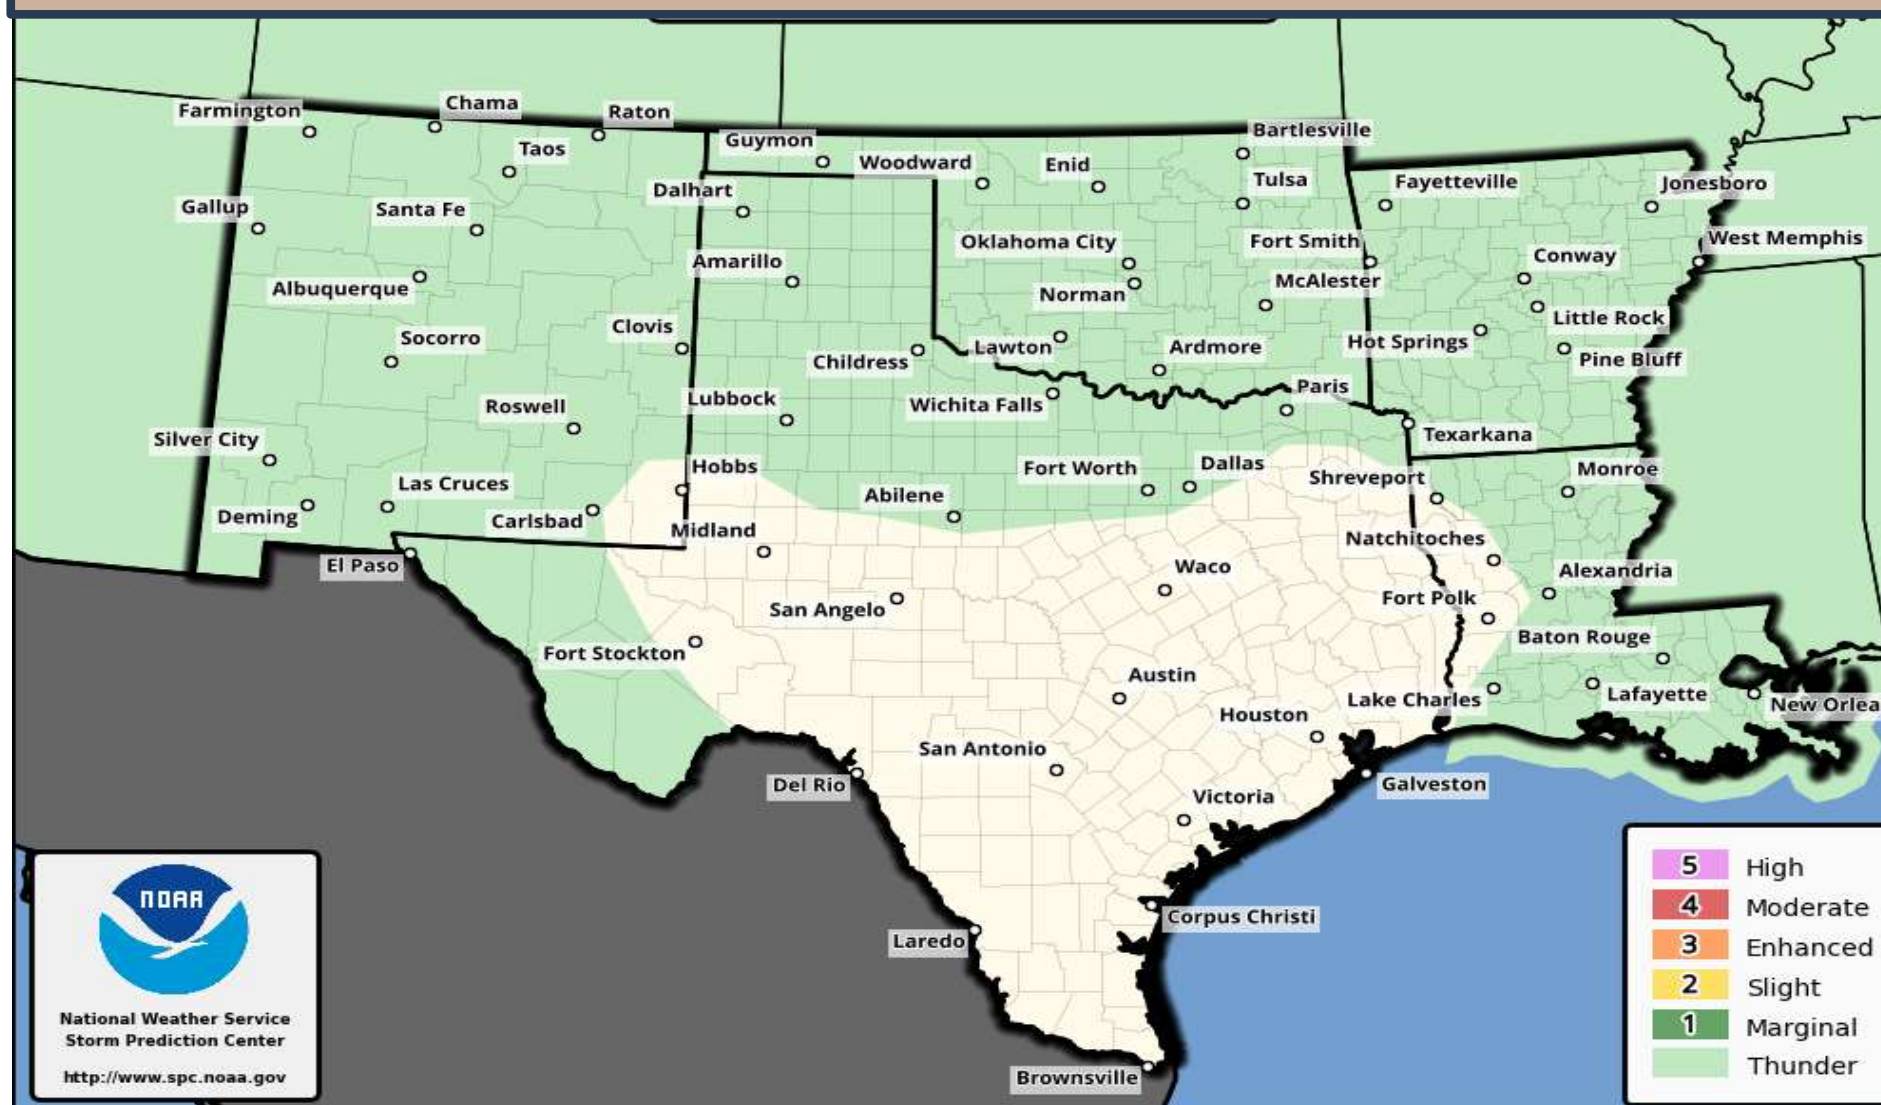 Farmington
Chama
Raton
Guymon
Bartlesville
Taos
Woodward
Enid
Tulsa
Fayetteville
Jonesboro
Dalhart
Gallup
Santa Fe
Oklahoma City
Fort Smith
West Memphis
Amarillo
Conway
Albuquerque
Norman
McAlester
Little Rock
Socorro
Clovis
Childress
Lawton
Ardmore
Hot Springs
Pine Bluff
Paris
Roswell
Lubbock
Wichita Falls
Silver City
Texarkana
Hobbs
Fort Worth
Dallas
Shreveport
Monroe
Las Cruces
Abilene
Deming
Carlsbad
Midland
Natchitoches
El Paso
Waco
Alexandria
San Angelo
Fort Polk
Fort Stockton
Baton Rouge
Austin
Lake Charles
Lafayette
New Orlea
Houston
San Antonio
Del Rio
Galveston
Victoria
Corpus Christi
Laredo
Brownsville
NOAA
National Weather Service
Storm Prediction Center
http://www.spc.noaa.gov
5 High
4 Moderate
3 Enhanced
2 Slight
1 Marginal
Thunder